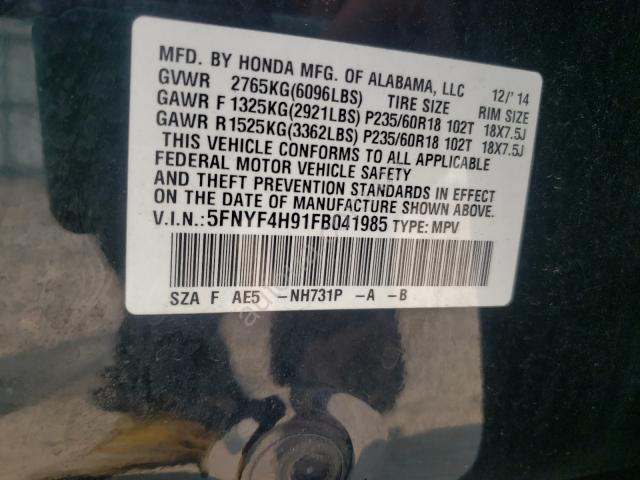 MFD. BY HONDA MFG. OF ALABAMA, LLC 12/'14
GVWR 2765KG(6096LBS) TIRE SIZE RIM SIZE
GAWR F 1325KG(2921LBS) P235/60R18 102T 18X7.5J
GAWR R1525KG(3362LBS) P235/60R18 102T 18X7.5J
THIS VEHICLE CONFORMS TO ALL APPLICABLE
FEDERAL MOTOR VEHICLE SAFETY
AND THEFT PREVENTION STANDARDS IN EFFECT
ON THE DATE OF MANUFACTURE SHOWN ABOVE.
V.I.N.:5FNYF4H91FB041985 TYPE: MPV
SZA F AE5 -NH731P -A -B